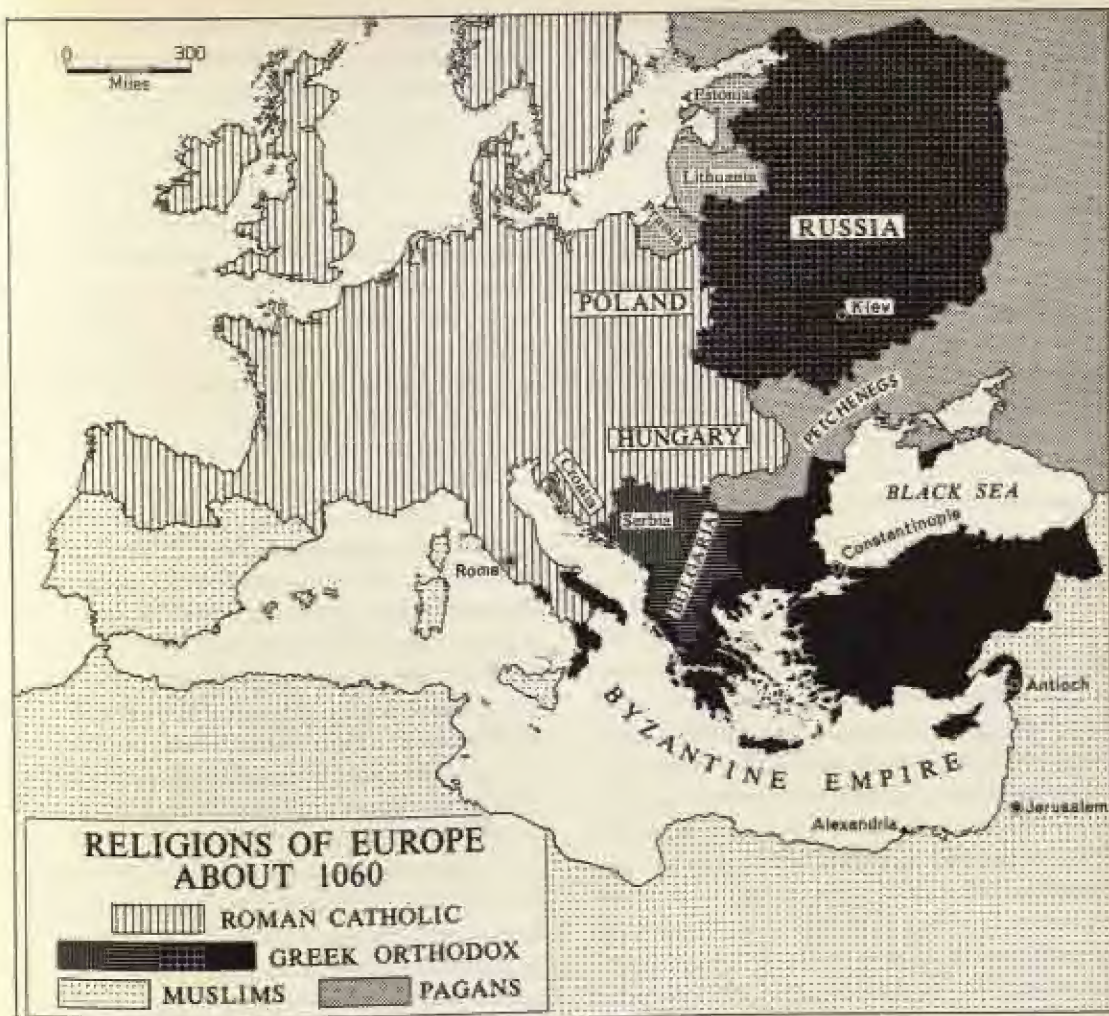 0 300
Miles
Estonia
Lithuania
Prussia
RUSSIA
POLAND
Kiev
PETCHENEGS
HUNGARY
Croatia
BLACK SEA
Serbia
Constantinople
BULGARIA
Rome
Antioch
BYZANTINE EMPIRE
Jerusalem
Alexandria
RELIGIONS OF EUROPE
ABOUT 1060
ROMAN CATHOLIC
GREEK ORTHODOX
MUSLIMS PAGANS